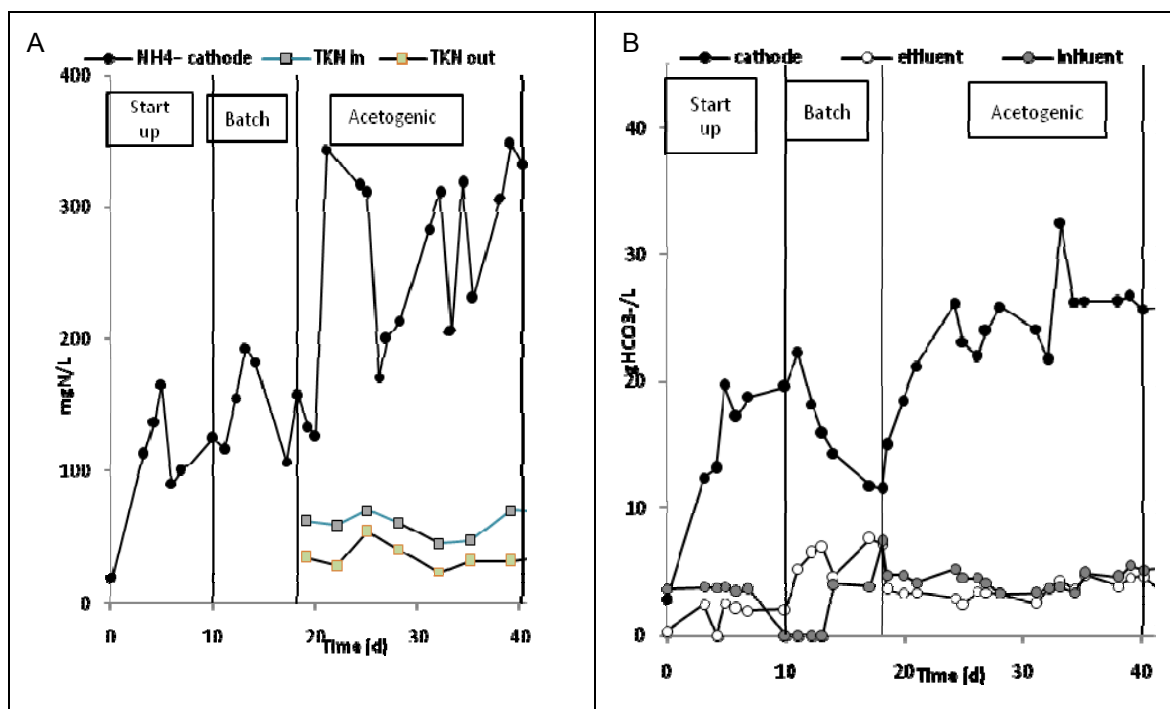 A
NH4- cathode TKN in TKN out
400
300
200
100
0
mgN/L
Start
up
Batch
Acetogenic
0 10 20 30 40
Time (d)
B
cathode effluent influent
40
30
20
10
0
gHCO3-/L
Start
up
Batch
Acetogenic
0 10 20 30 40
Time (d)